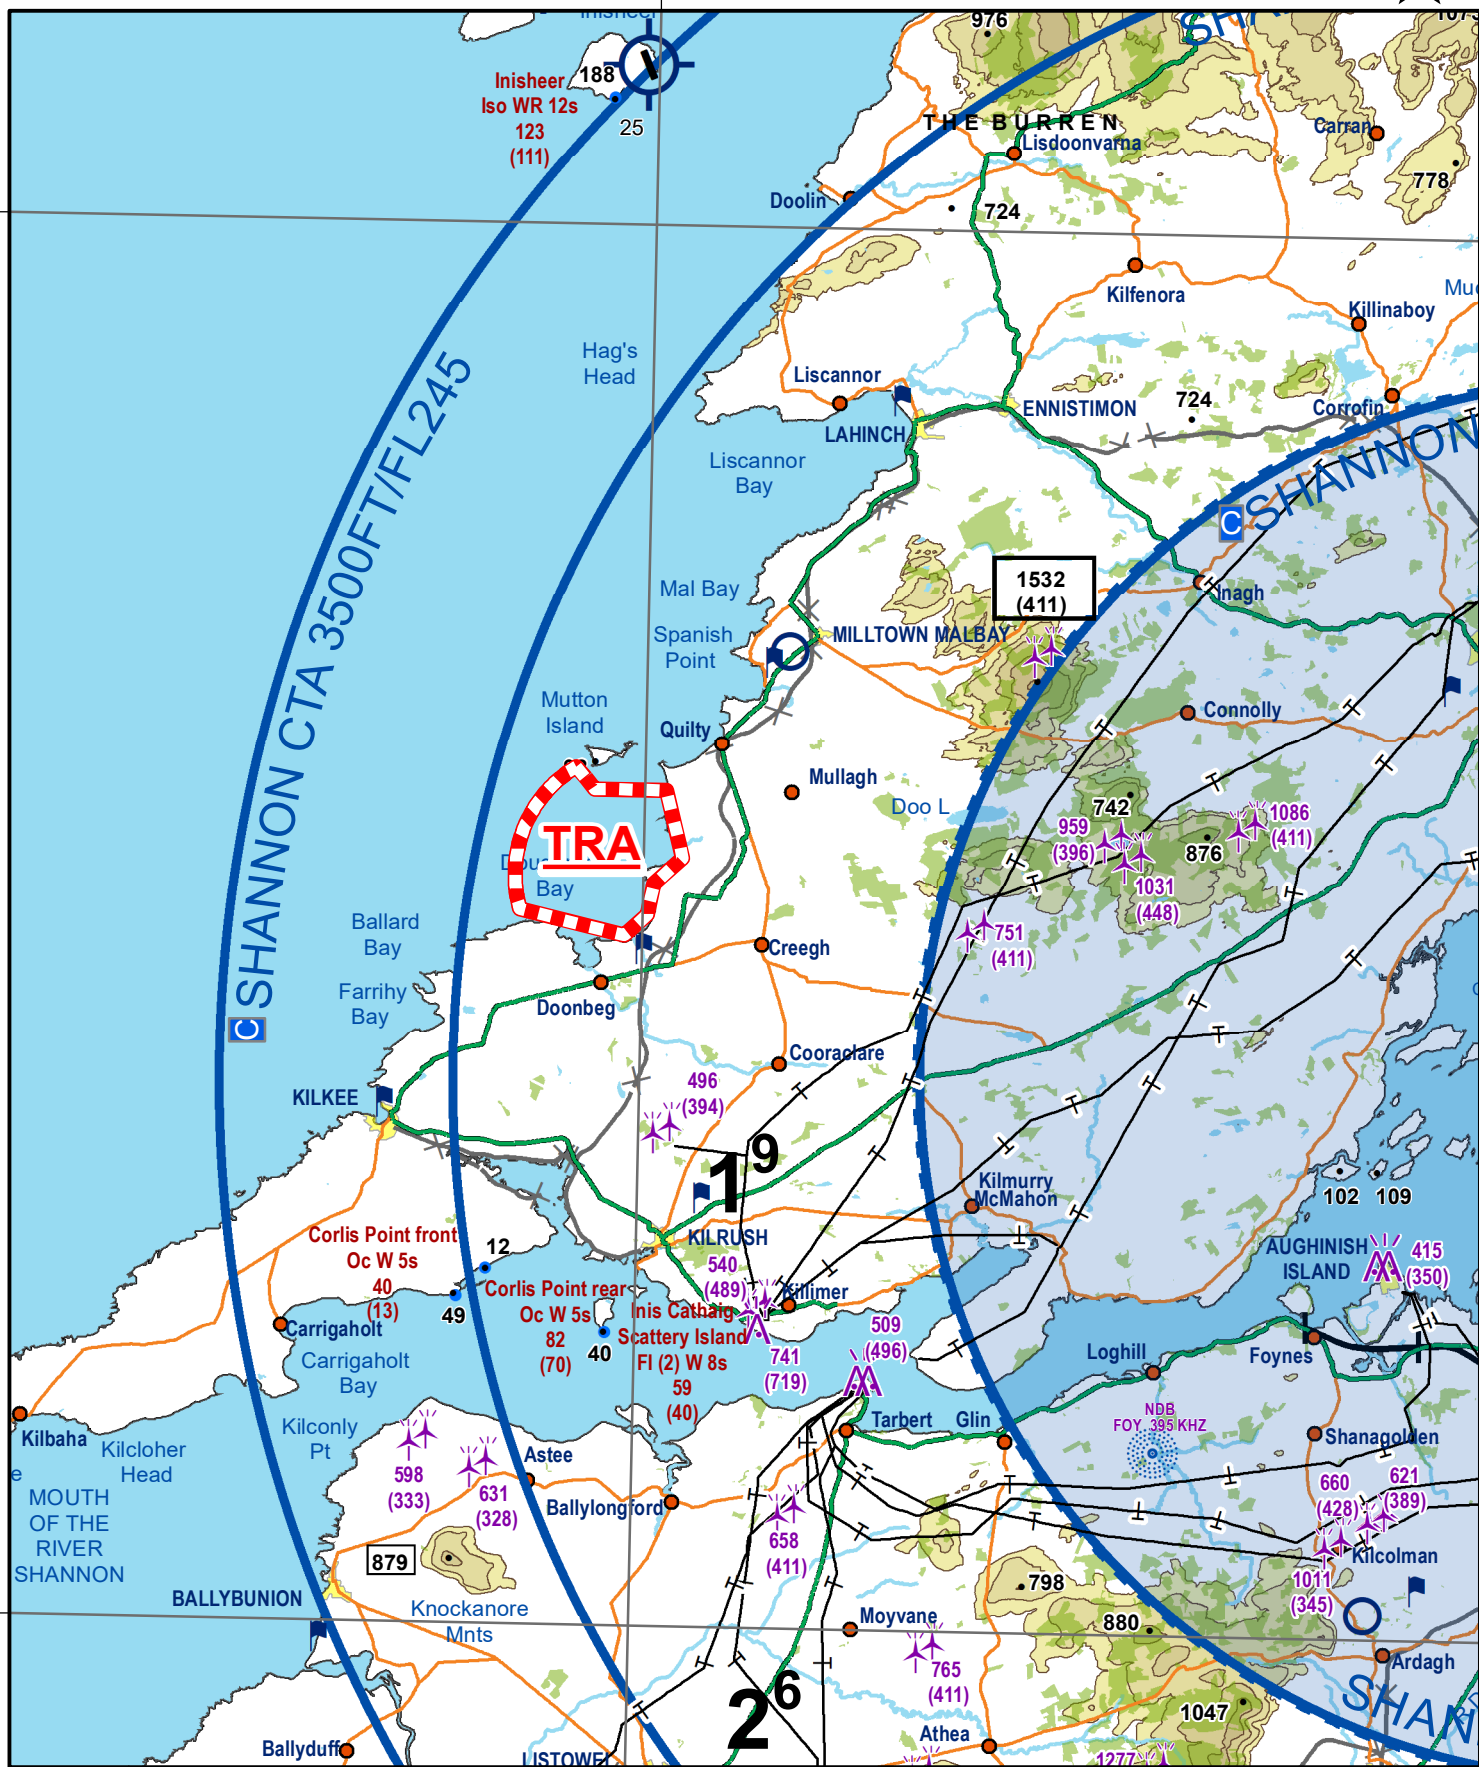 Inisheer
976
107
SHA
188
Inisheer
Iso WR 12s
123
(111)
25
THE BURREN
Lisdoonvarna
Carran
778
Doolin
724
Kilfenora
Killinaboy
Muc
Hag's
Head
Liscannor
ENNISTIMON
724
Corrofin
LAHINCH
Liscannor
Bay
SHANNON CTA 3500FT/FL245
C
C
SHANNON
1532
(411)
Inagh
Mal Bay
Spanish
Point
MILLTOWN MALBAY
Mutton
Island
Quilty
Connolly
Mullagh
Doo L
742
959
(396)
876
1086
(411)
1031
(448)
TRA
Bay
751
(411)
Ballard
Bay
Creegh
Farrihy
Bay
Doonbeg
Cooraclare
KILKEE
496
(394)
19
Kilmurry
McMahon
102
109
KILRUSH
Corlis Point front
Oc W 5s
40
(13)
12
49
Corlis Point rear
Oc W 5s
82
(70)
40
540
(489)
Killimer
Inis Cathaig
Scattery Island
Fl (2) W 8s
59
(40)
741
(719)
509
(496)
AUGHINISH
ISLAND
415
(350)
Carrigaholt
Carrigaholt
Bay
Loghill
Foynes
Kilbaha
Kilcloher
Head
Kilconly
Pt
e
MOUTH
OF THE
RIVER
SHANNON
598
(333)
631
(328)
Astee
Ballylongford
Tarbert
Glin
NDB
FOY 395 KHZ
Shanagolden
660
(428)
621
(389)
658
(411)
Kilcolman
1011
(345)
879
BALLYBUNION
Knockanore
Mnts
798
880
Moyvane
765
(411)
Ardagh
26
1047
SHAN
Athea
Ballyduff
LISTOWEL
1277